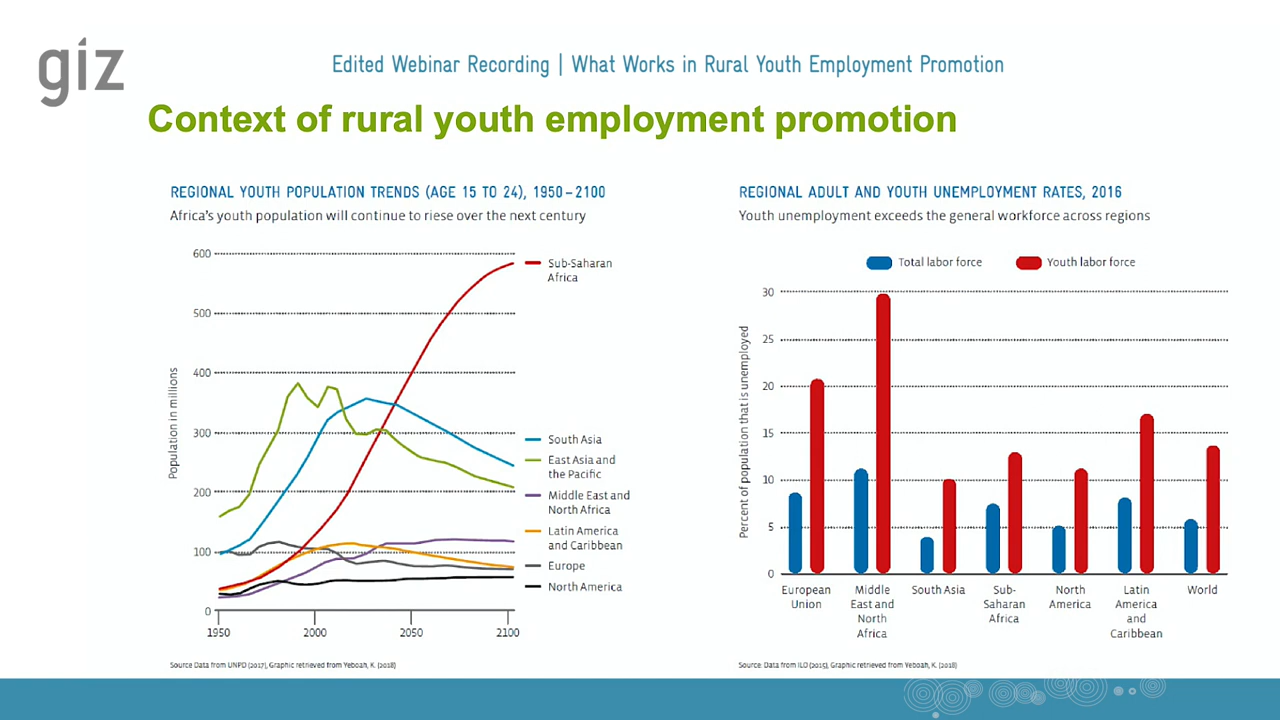 giz
Edited Webinar Recording | What Works in Rural Youth Employment Promotion
Context of rural youth employment promotion
REGIONAL YOUTH POPULATION TRENDS (AGE 15 TO 24), 1950–2100
Africa's youth population will continue to riese over the next century
Population in millions
600
500
400
300
200
100
0
1950
2000
2050
2100
Sub-Saharan
Africa
South Asia
East Asia and
the Pacific
Middle East and
North Africa
Latin America
and Caribbean
Europe
North America
Source Data from UNPD (2017), Graphic retrieved from Yeboah, K. (2018)
REGIONAL ADULT AND YOUTH UNEMPLOYMENT RATES, 2016
Youth unemployment exceeds the general workforce across regions
Total labor force
Youth labor force
Percent of population that is unemployed
30
25
20
15
10
5
0
European
Union
Middle
East and
North
Africa
South Asia
Sub-
Saharan
Africa
North
America
Latin
America
and
Caribbean
World
Source: Data from ILO (2015), Graphic retrieved from Yeboah, K. (2018)